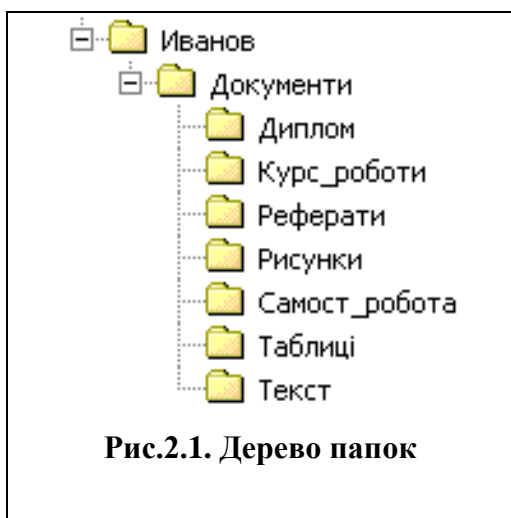 Иванов
Документи
Диплом
Курс_роботи
Реферати
Рисунки
Самост_робота
Таблиці
Текст
Рис.2.1. Дерево папок